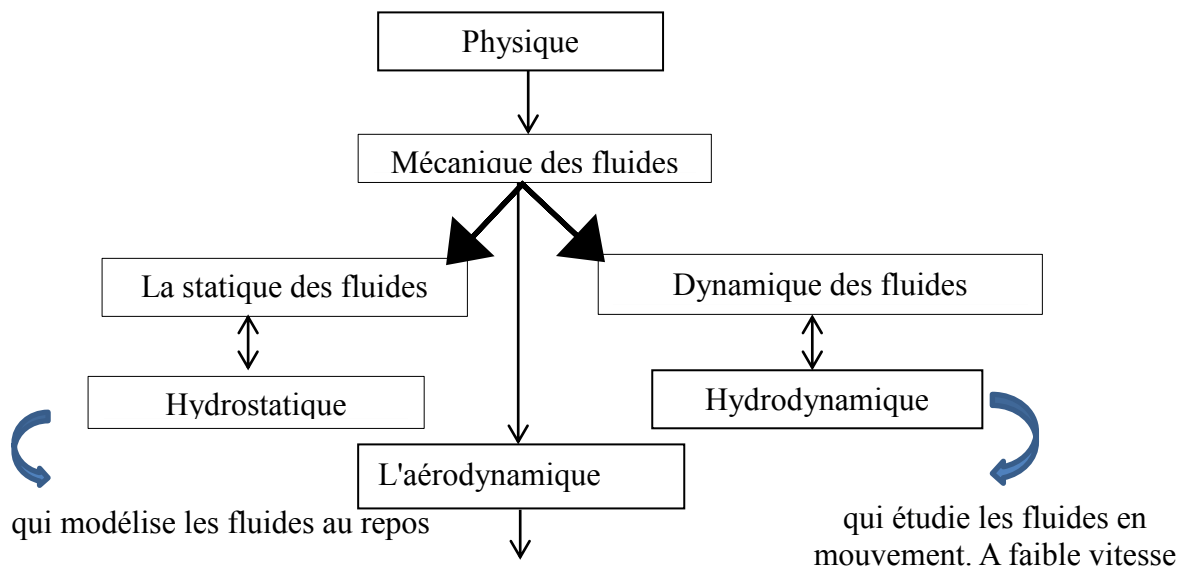 Physique
Mécanique des fluides
La statique des fluides
Dynamique des fluides
Hydrostatique
Hydrodynamique
L'aérodynamique
qui modélise les fluides au repos
qui étudie les fluides en
mouvement. A faible vitesse